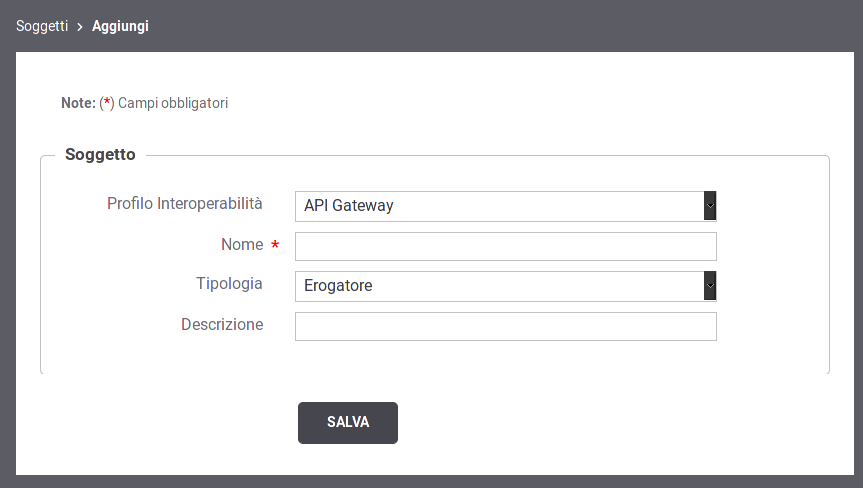 Soggetti > Aggiungi
Note: (*) Campi obbligatori
Soggetto
Profilo Interoperabilità API Gateway
Nome *
Tipologia Erogatore
Descrizione
SALVA